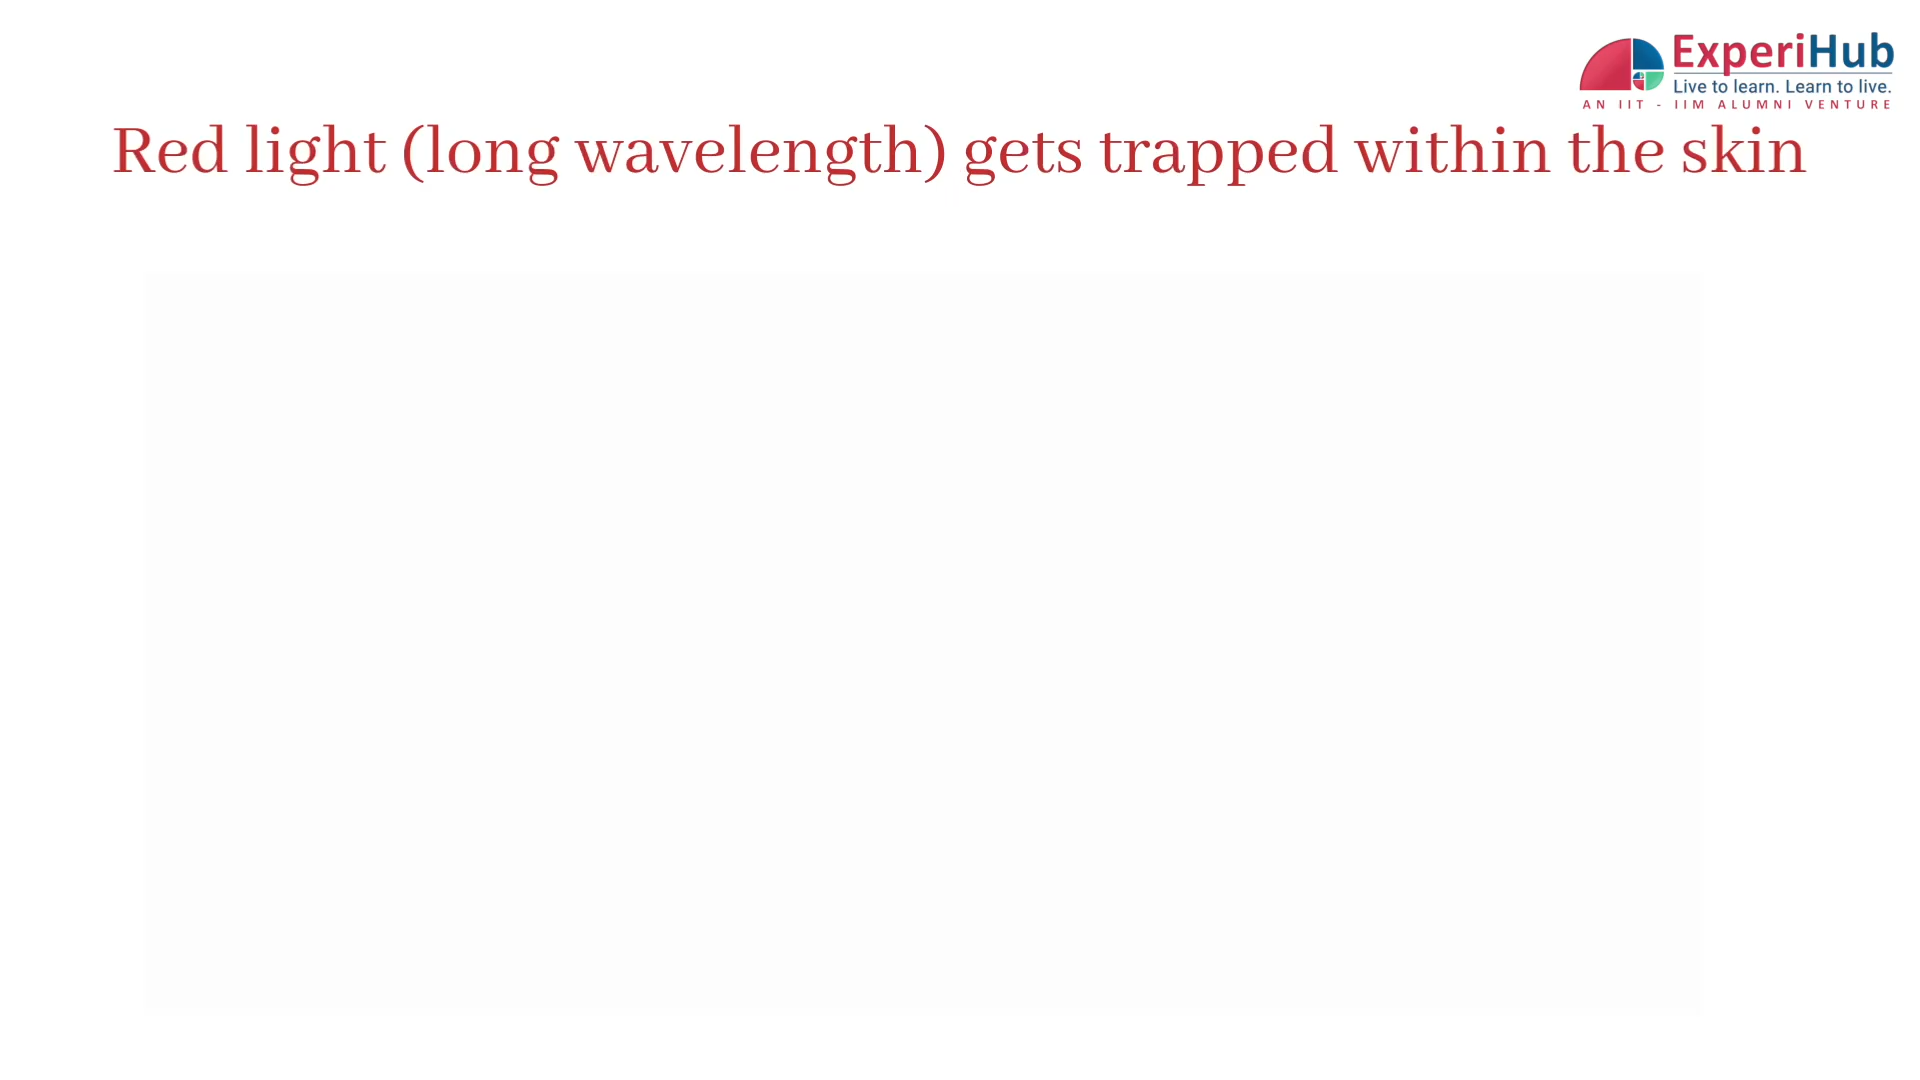 ExperiHub
Live to learn. Learn to live.
AN IIT - IIM ALUMNI VENTURE
Red light (long wavelength) gets trapped within the skin